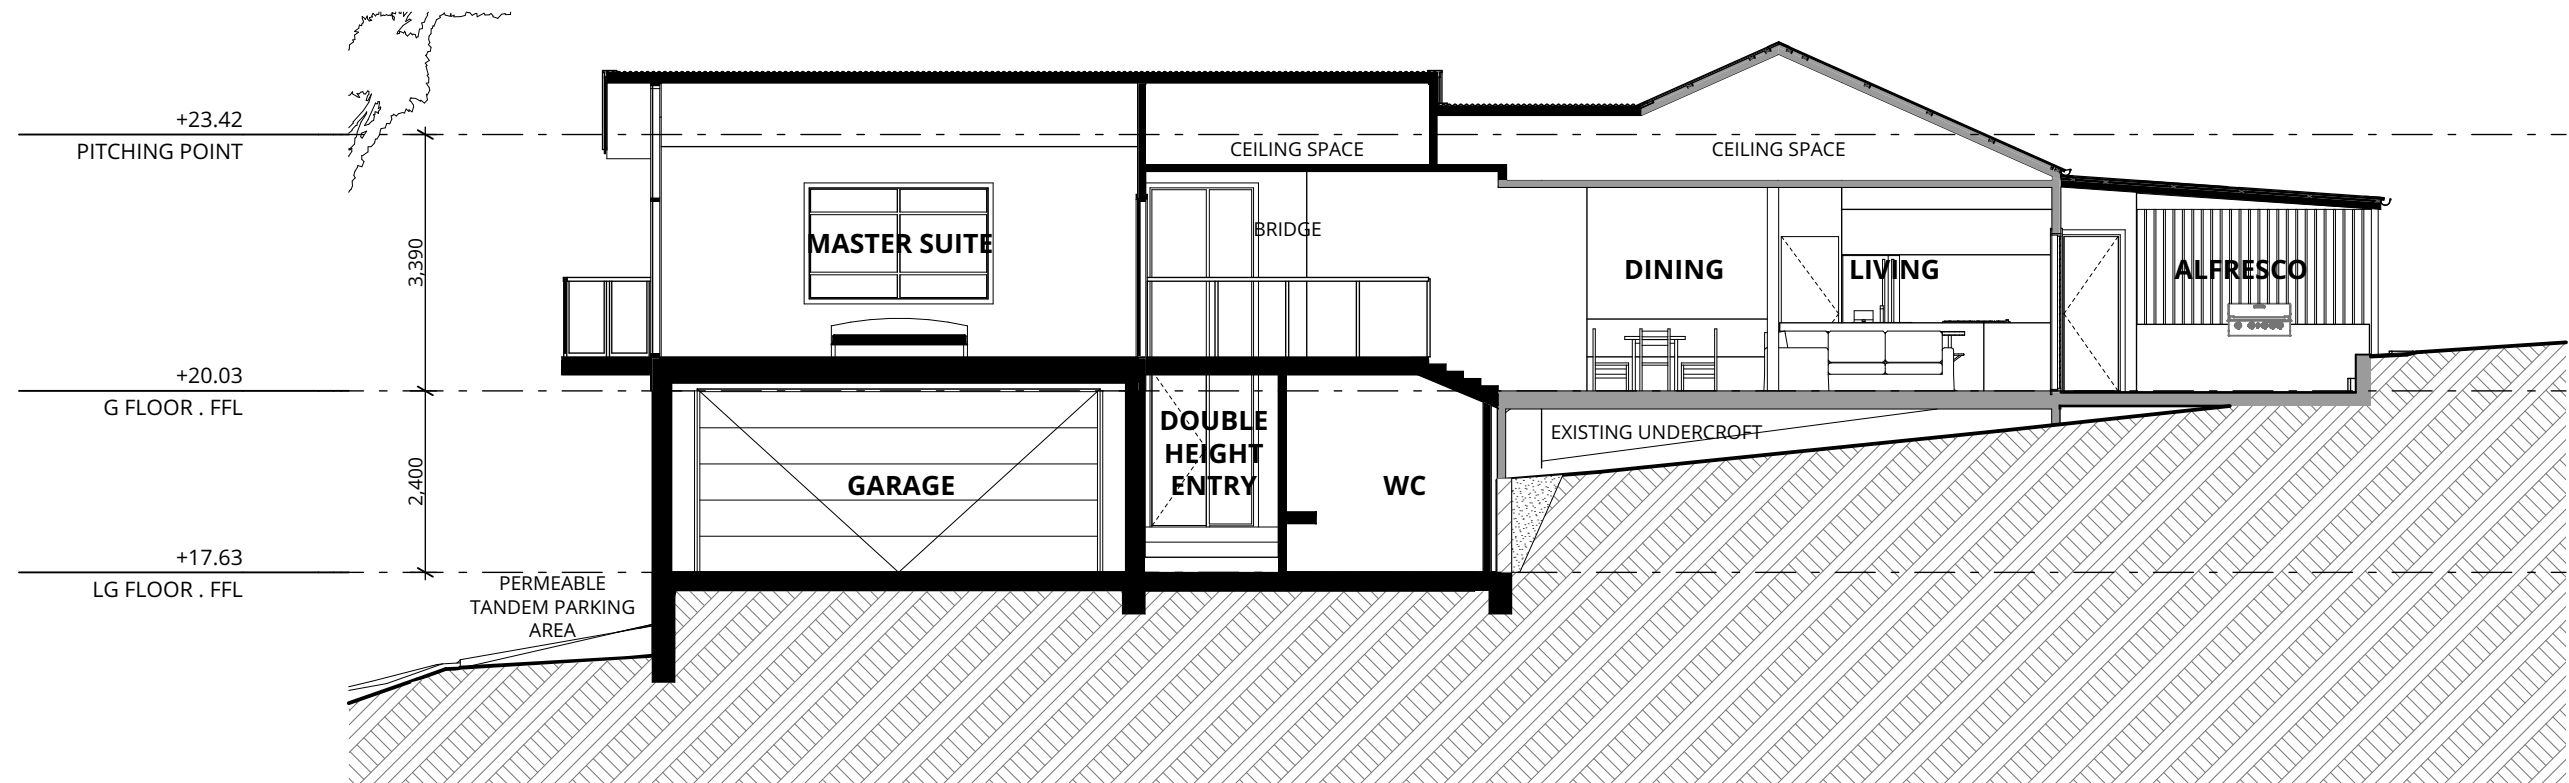 +23.42
PITCHING POINT
CEILING SPACE
CEILING SPACE
3,390
MASTER SUITE
BRIDGE
DINING
LIVING
ALFRESCO
+20.03
G FLOOR . FFL
2,400
GARAGE
DOUBLE
HEIGHT
ENTRY
WC
EXISTING UNDERCROFT
+17.63
LG FLOOR . FFL
PERMEABLE
TANDEM PARKING
AREA